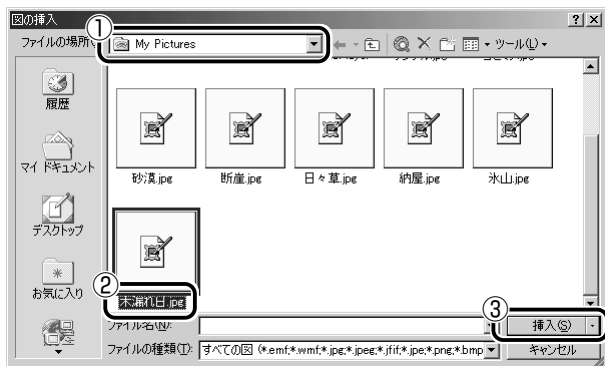 図の挿入 ? ×
①
ファイルの場所(I): My Pictures ツール(L)
履歴
マイ ドキュメント
デスクトップ
お気に入り
砂漠.jpg 断崖.jpg 日々草.jpg 納屋.jpg 氷山.jpg
②
木漏れ日.jpg
③
ファイル名(N): 挿入(S)
ファイルの種類(T): すべての図 (*.emf;*.wmf;*.jpg;*.jpeg;*.jfif;*.jpe;*.png;*.bmp キャンセル